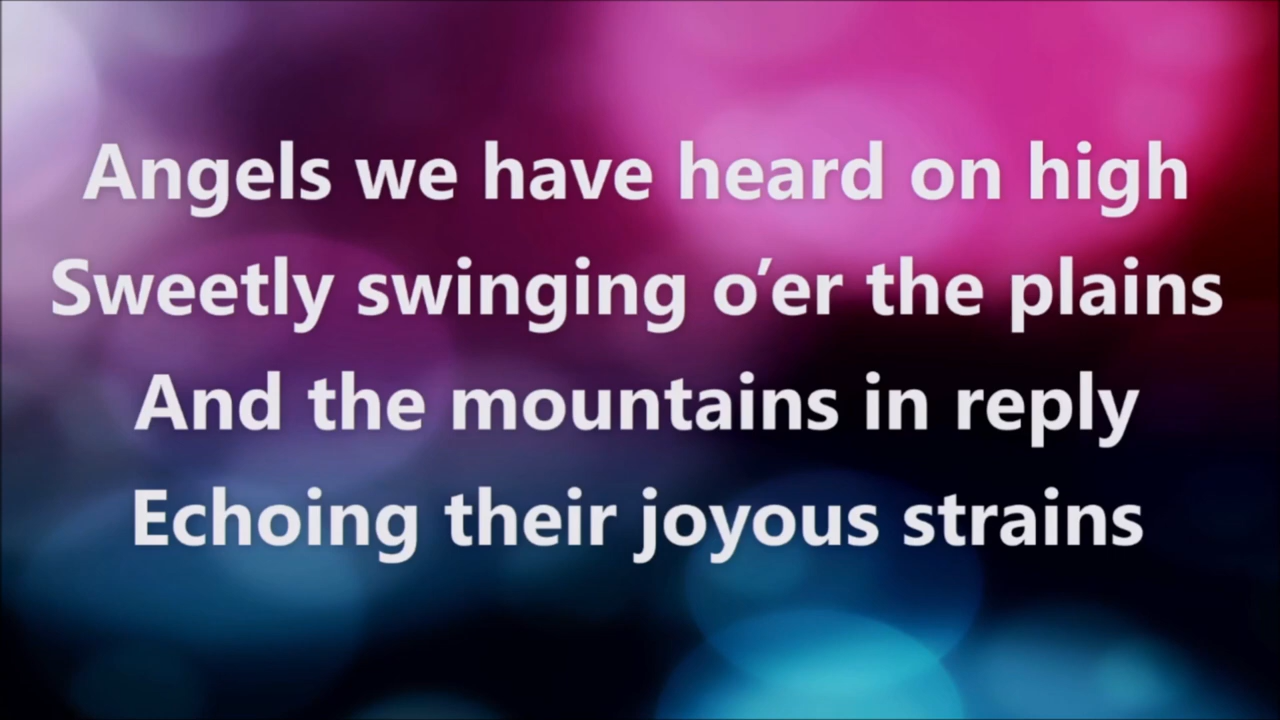 Angels we have heard on high
Sweetly swinging o'er the plains
And the mountains in reply
Echoing their joyous strains